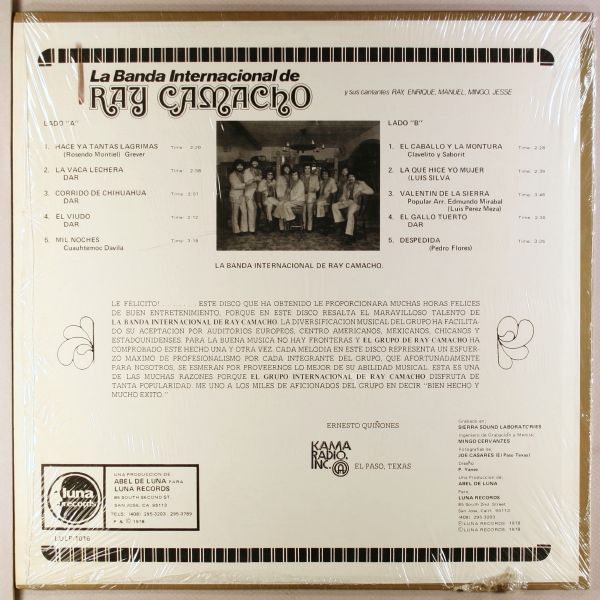 La Banda Internacional de
RAY CAMACHO
y sus cantantes RAY, ENRIQUE, MANUEL, MINGO, JESSE
LADO "A"
1. HACE YA TANTAS LAGRIMAS Time: 2:29
(Rosendo Montiel) Grever
2. LA VACA LECHERA Time: 2:58
DAR
3. CORRIDO DE CHIHUAHUA
DAR
4. EL VIUDO Time: 2:12
DAR
5. MIL NOCHES Time: 3:18
Cuauhtemoc Davila
LADO "B"
1. EL CABALLO Y LA MONTURA Time: 2:28
Clavelito y Saborit
2. LA QUE HICE YO MUJER Time: 2:39
(LUIS SILVA
3. VALENTIN DE LA SIERRA Time: 3:46
Popular Arr. Edmundo Mirabal
(Luis Perez Meza)
4. EL GALLO TUERTO
DAR
5. DESPEDIDA
(Pedro Flores)
LA BANDA INTERNACIONAL DE RAY CAMACHO.
LE FELICITO! . . . . . . . ESTE DISCO QUE HA OBTENIDO LE PROPORCIONARA MUCHAS HORAS FELICES
DE BUEN ENTRETENIMIENTO. PORQUE EN ESTE DISCO RESALTA EL MARAVILLOSO TALENTO DE
LA BANDA INTERNACIONAL DE RAY CAMACHO. LA DIVERSIFICACION MUSICAL DEL GRUPO HA FACILITA-
DO SU ACEPTACION POR AUDITORIOS EUROPEOS, CENTRO AMERICANOS, MEXICANOS, CHICANOS Y
ESTADOUNIDENSES. PARA LA BUENA MUSICA NO HAY FRONTERAS Y EL GRUPO DE RAY CAMACHO HA
COMPROBADO ESTE HECHO UNA Y OTRA VEZ. CADA MELODIA EN ESTE DISCO REPRESENTA UN ESFUER-
ZO MAXIMO DE PROFESIONALISMO POR CADA INTEGRANTE DEL GRUPO, QUE AFORTUNADAMENTE
PARA NOSOTROS, SE ESMERAN POR PROVEERNOS LO MEJOR DE SU ABILIDAD MUSICAL. ESTA ES UNA
DE LAS MUCHAS RAZONES PORQUE EL GRUPO INTERNACIONAL DE RAY CAMACHO DISFRUTA DE
TANTA POPULARIDAD. ME UNO A LOS MILES DE AFICIONADOS DEL GRUPO EN DECIR "BIEN HECHO Y
MUCHO EXITO."
ERNESTO QUIÑONES
KAMA
RADIO,
INC.
EL PASO, TEXAS
Grabado en:
SIERRA SOUND LABORATORIES
Ingeniero de Grabación y Mezcla:
MINGO CERVANTES
Fotografías de:
JOE CASARES (El Paso Texas)
Diseño
P. Yanez
Una Produccion de:
ABEL DE LUNA
Para:
LUNA RECORDS
85 South 2nd Street
San Jose, Calif. 95113
(408) 295-3203
© LUNA RECORDS, 1978
Ⓟ LUNA RECORDS, 1978
luna
records
UNA PRODUCCION DE:
ABEL DE LUNA PARA
LUNA RECORDS
85 SOUTH SECOND ST.
SAN JOSE, CA. 95113
TELS: (408) 295-3203 295-3789
P & © 1978
LULP-1016